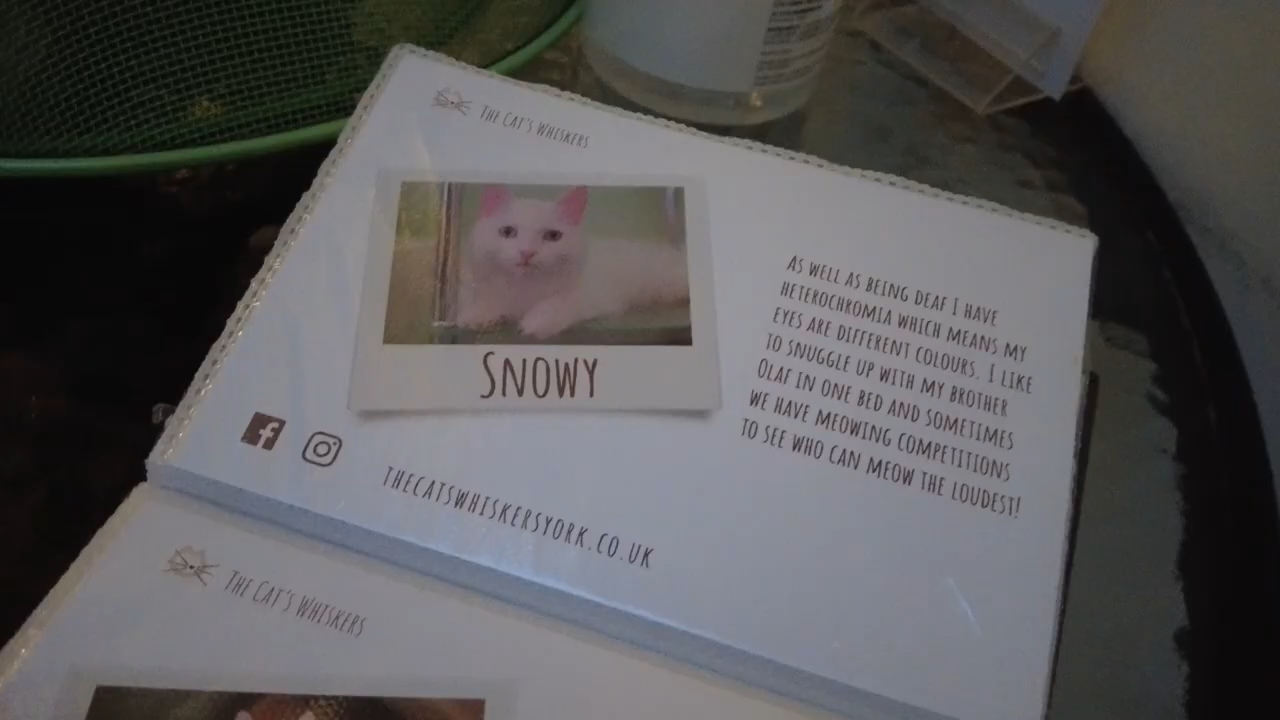 THE CAT'S WHISKERS
SNOWY
AS WELL AS BEING DEAF I HAVE
HETEROCHROMIA WHICH MEANS MY
EYES ARE DIFFERENT COLOURS. I LIKE
TO SNUGGLE UP WITH MY BROTHER
OLAF IN ONE BED AND SOMETIMES
WE HAVE MEOWING COMPETITIONS
TO SEE WHO CAN MEOW THE LOUDEST!
THECATSWHISKERSYORK.CO.UK
THE CAT'S WHISKERS